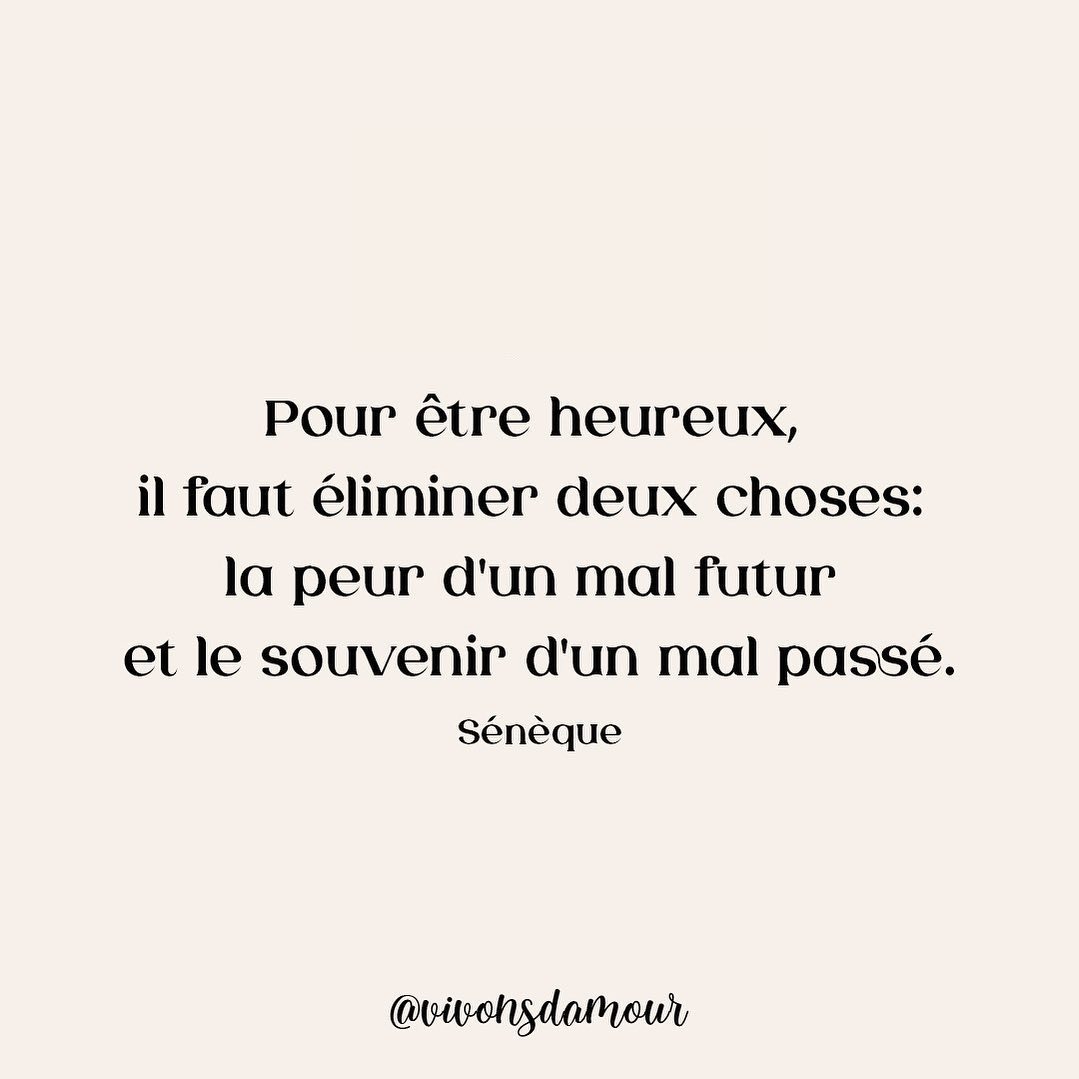 Pour être heureux,
il faut éliminer deux choses:
la peur d'un mal futur
et le souvenir d'un mal passé.
Sénèque
@vivonsdamour